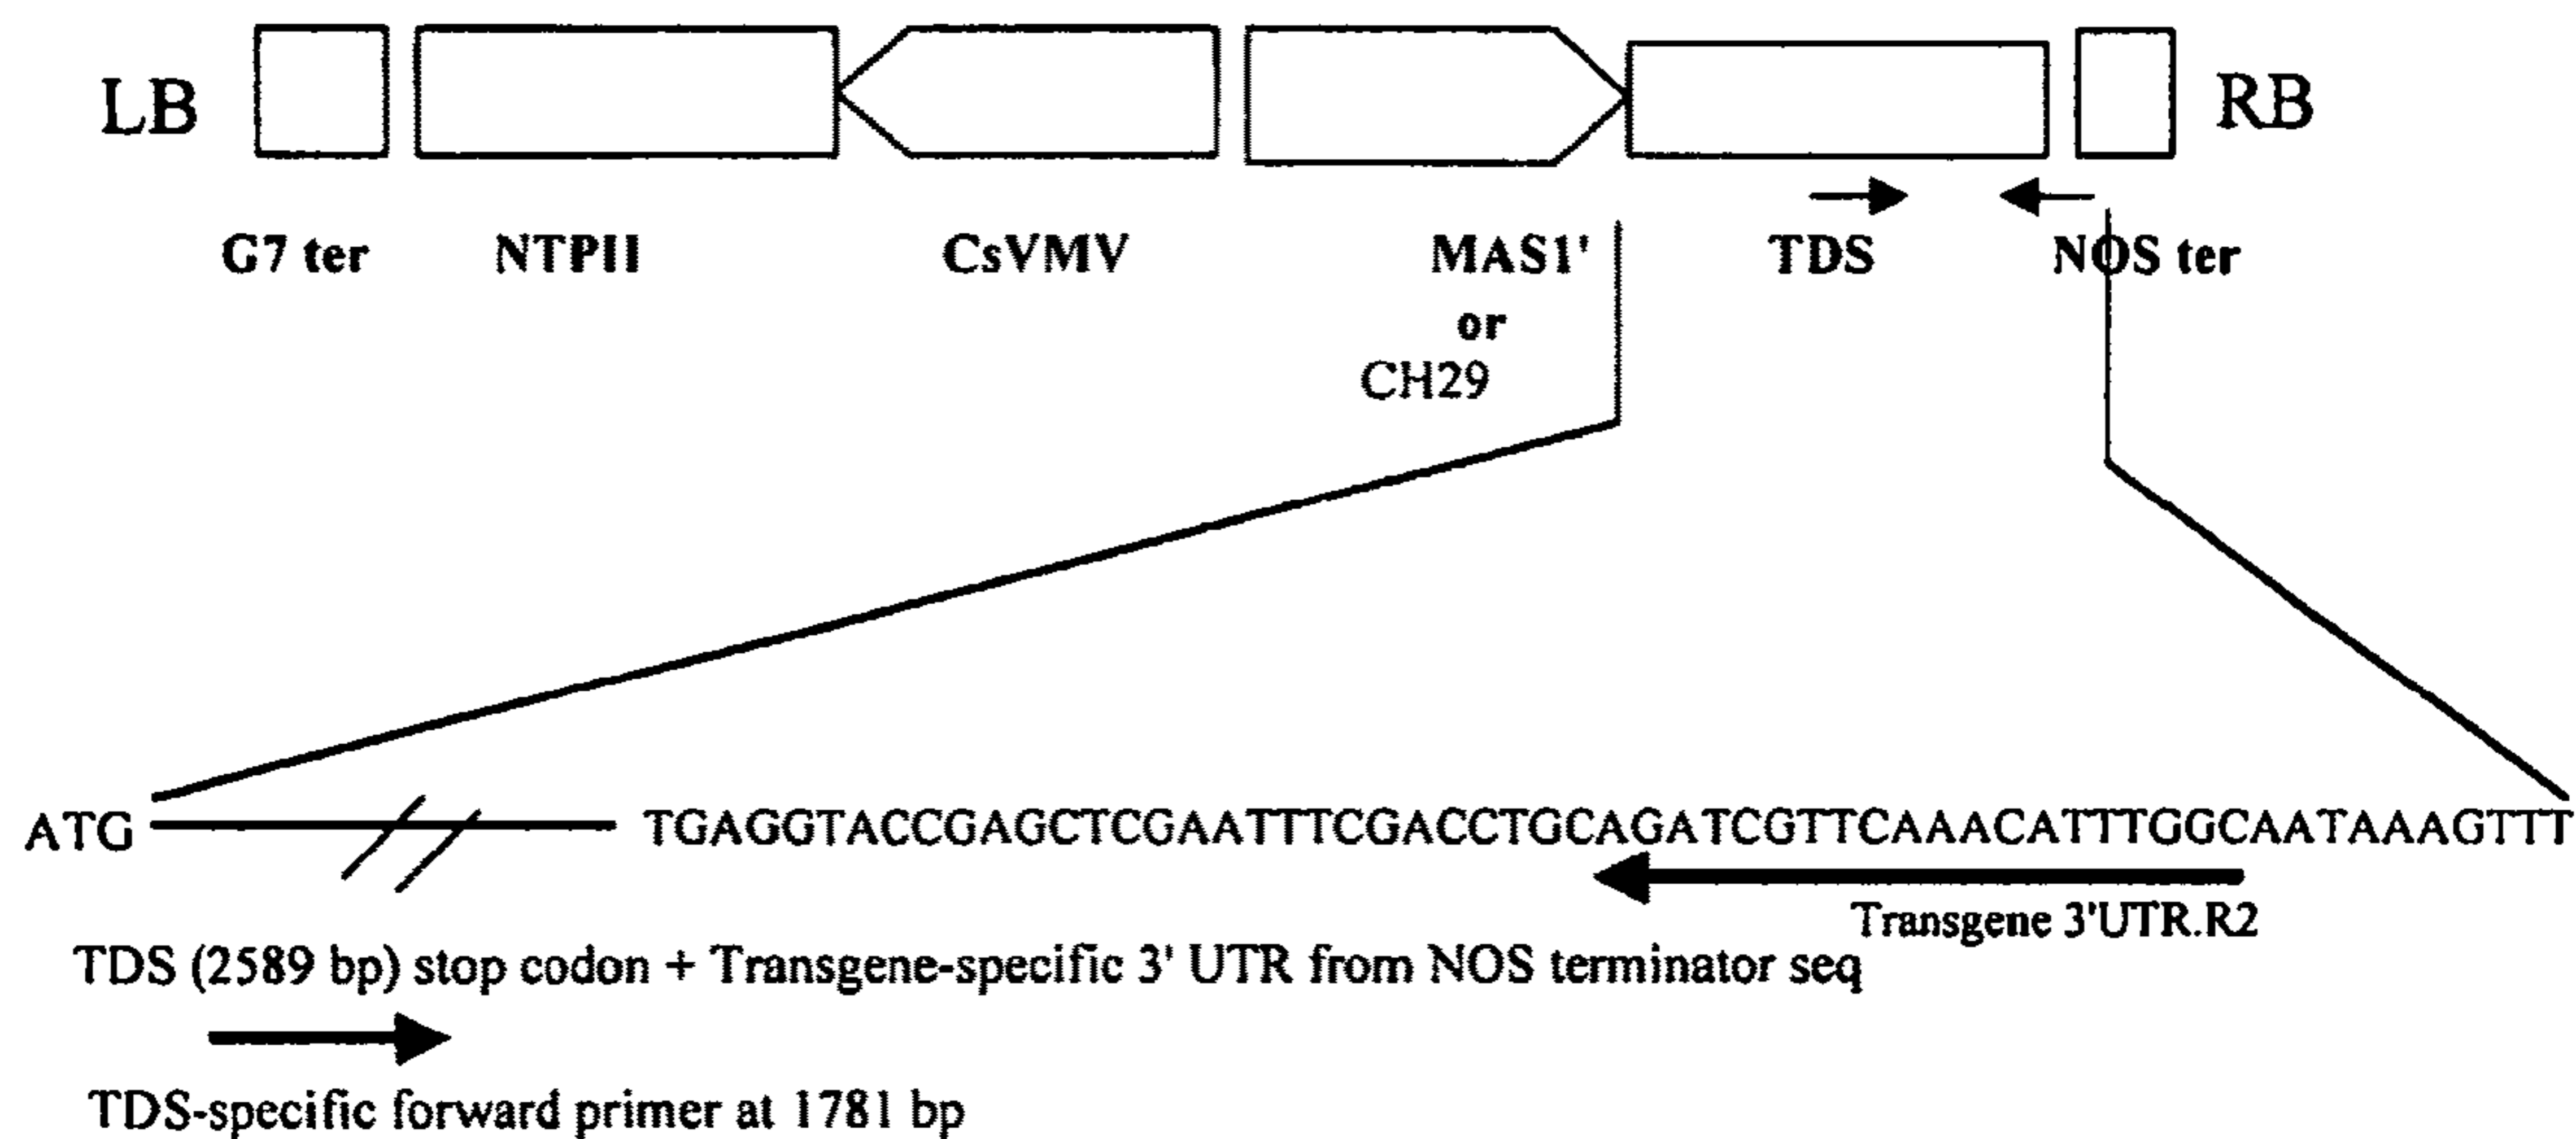 LB RB
G7 ter NTPII CsVMV MAS1' TDS NOS ter
or
CH29
ATG TGAGGTACCGAGCTCGAATTTCGACCTGCAGATCGTTCAAACATTTGGCAATAAAGTTT
Transgene 3'UTR.R2
TDS (2589 bp) stop codon + Transgene-specific 3' UTR from NOS terminator seq
TDS-specific forward primer at 1781 bp